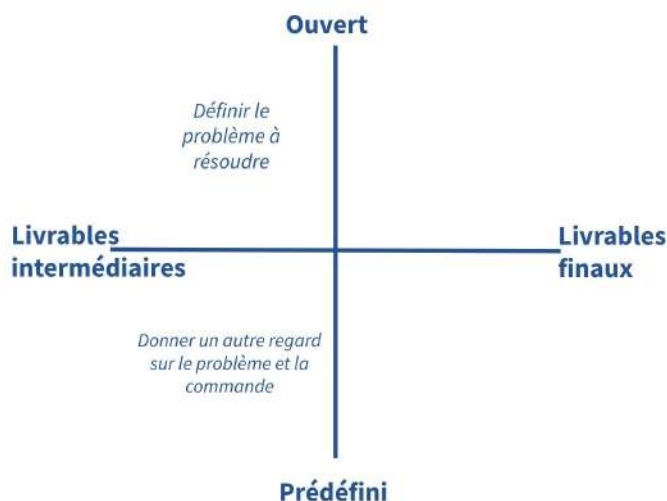 Ouvert
Définir le
problème à
résoudre
Livrables
intermédiaires
Livrables
finaux
Donner un autre regard
sur le problème et la
commande
Prédéfini